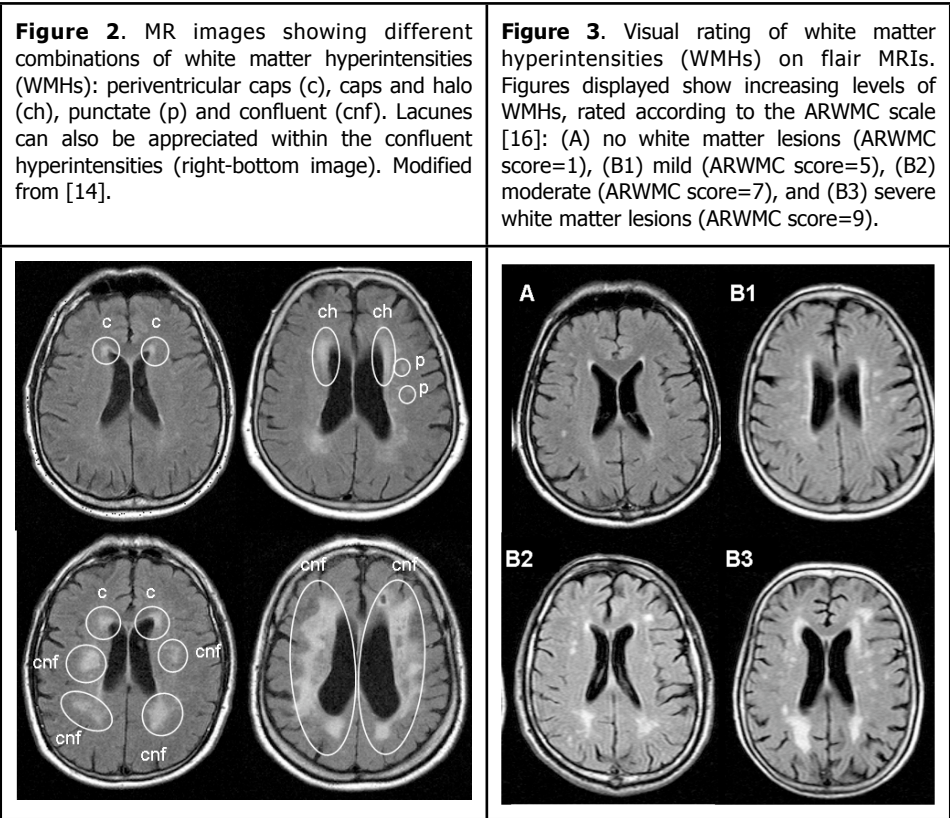 Figure 2. MR images showing different
combinations of white matter hyperintensities
(WMHs): periventricular caps (c), caps and halo
(ch), punctate (p) and confluent (cnf). Lacunes
can also be appreciated within the confluent
hyperintensities (right-bottom image). Modified
from [14].
Figure 3. Visual rating of white matter
hyperintensities (WMHs) on flair MRIs.
Figures displayed show increasing levels of
WMHs, rated according to the ARWMC scale
[16]: (A) no white matter lesions (ARWMC
score=1), (B1) mild (ARWMC score=5), (B2)
moderate (ARWMC score=7), and (B3) severe
white matter lesions (ARWMC score=9).
c c
ch ch
p
p
c c
cnf cnf
cnf
cnf
cnf cnf
A B1
B2 B3